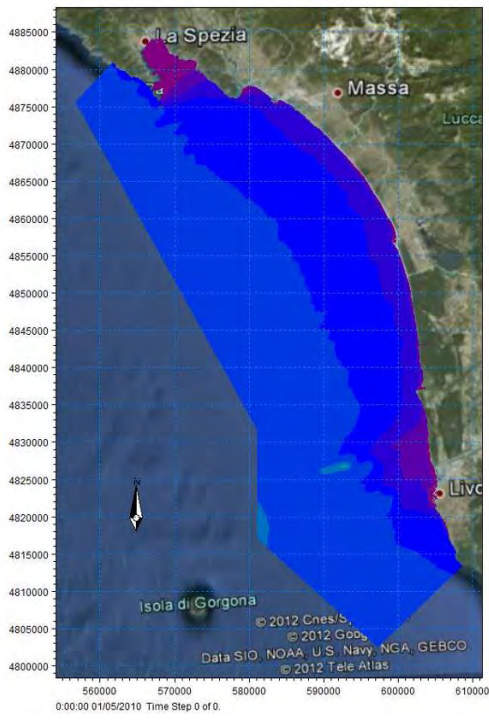 4885000
La Spezia
4880000
Massa
4875000
Lucca
4870000
4865000
4860000
4855000
4850000
4845000
4840000
4835000
4830000
4825000
Livo
4820000
N
4815000
4810000
Isola di Gorgona
© 2012 Cnes/S
4805000
© 2012 Goog
Data SIO, NOAA, U.S. Navy, NGA, GEBCO
4800000
© 2012 Tele Atlas
560000 570000 580000 590000 600000 610000
0:00:00 01/05/2010 Time Step 0 of 0.